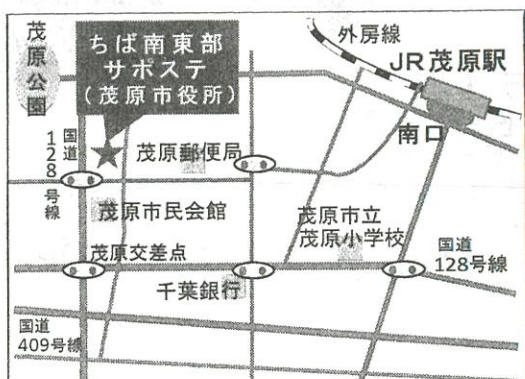 茂原公園
ちば南東部
サポステ
(茂原市役所)
外房線
JR茂原駅
南口
国道
128
号線
茂原郵便局
茂原市民会館
茂原市立
茂原小学校
茂原交差点
国道
128号線
千葉銀行
国道
409号線